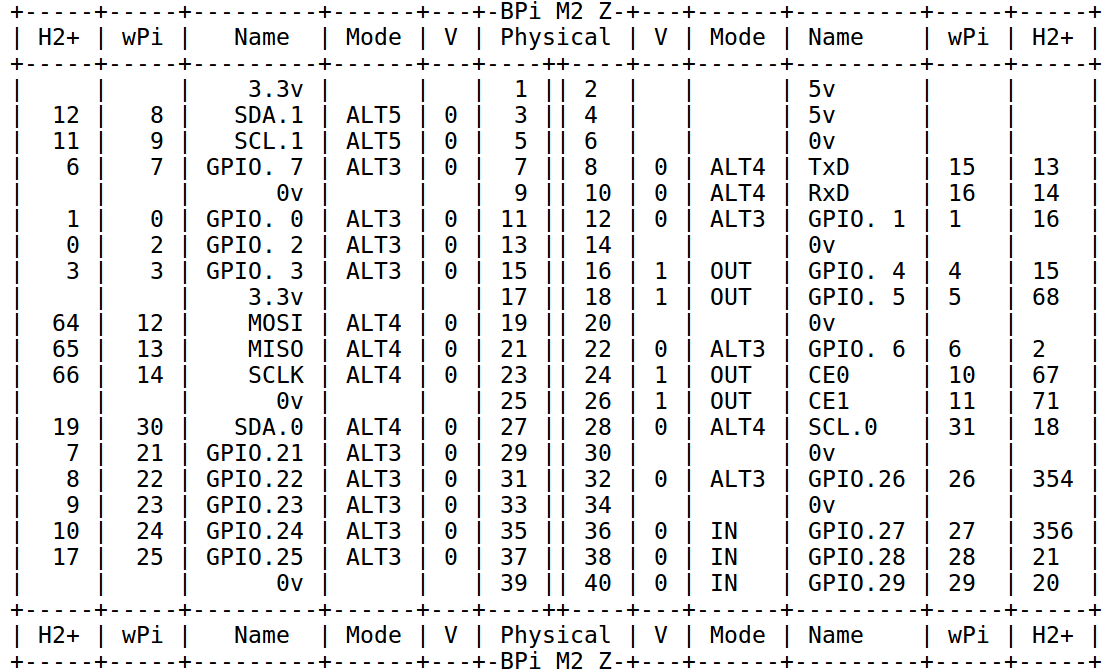 +-----+-----+---------+------+---+-BPi M2 Z-+---+------+---------+-----+-----+
| H2+ | wPi |   Name  | Mode | V | Physical | V | Mode | Name    | wPi | H2+ |
+-----+-----+---------+------+---+----++----+---+------+---------+-----+-----+
|     |     |    3.3v |      |   |  1 || 2  |   |      | 5v      |     |     |
|  12 |   8 |   SDA.1 | ALT5 | 0 |  3 || 4  |   |      | 5v      |     |     |
|  11 |   9 |   SCL.1 | ALT5 | 0 |  5 || 6  |   |      | 0v      |     |     |
|   6 |   7 | GPIO. 7 | ALT3 | 0 |  7 || 8  | 0 | ALT4 | TxD     | 15  | 13  |
|     |     |      0v |      |   |  9 || 10 | 0 | ALT4 | RxD     | 16  | 14  |
|   1 |   0 | GPIO. 0 | ALT3 | 0 | 11 || 12 | 0 | ALT3 | GPIO. 1 | 1   | 16  |
|   0 |   2 | GPIO. 2 | ALT3 | 0 | 13 || 14 |   |      | 0v      |     |     |
|   3 |   3 | GPIO. 3 | ALT3 | 0 | 15 || 16 | 1 | OUT  | GPIO. 4 | 4   | 15  |
|     |     |    3.3v |      |   | 17 || 18 | 1 | OUT  | GPIO. 5 | 5   | 68  |
|  64 |  12 |    MOSI | ALT4 | 0 | 19 || 20 |   |      | 0v      |     |     |
|  65 |  13 |    MISO | ALT4 | 0 | 21 || 22 | 0 | ALT3 | GPIO. 6 | 6   | 2   |
|  66 |  14 |    SCLK | ALT4 | 0 | 23 || 24 | 1 | OUT  | CE0     | 10  | 67  |
|     |     |      0v |      |   | 25 || 26 | 1 | OUT  | CE1     | 11  | 71  |
|  19 |  30 |   SDA.0 | ALT4 | 0 | 27 || 28 | 0 | ALT4 | SCL.0   | 31  | 18  |
|   7 |  21 | GPIO.21 | ALT3 | 0 | 29 || 30 |   |      | 0v      |     |     |
|   8 |  22 | GPIO.22 | ALT3 | 0 | 31 || 32 | 0 | ALT3 | GPIO.26 | 26  | 354 |
|   9 |  23 | GPIO.23 | ALT3 | 0 | 33 || 34 |   |      | 0v      |     |     |
|  10 |  24 | GPIO.24 | ALT3 | 0 | 35 || 36 | 0 | IN   | GPIO.27 | 27  | 356 |
|  17 |  25 | GPIO.25 | ALT3 | 0 | 37 || 38 | 0 | IN   | GPIO.28 | 28  | 21  |
|     |     |      0v |      |   | 39 || 40 | 0 | IN   | GPIO.29 | 29  | 20  |
+-----+-----+---------+------+---+----++----+---+------+---------+-----+-----+
| H2+ | wPi |   Name  | Mode | V | Physical | V | Mode | Name    | wPi | H2+ |
+-----+-----+---------+------+---+-BPi M2 Z-+---+------+---------+-----+-----+